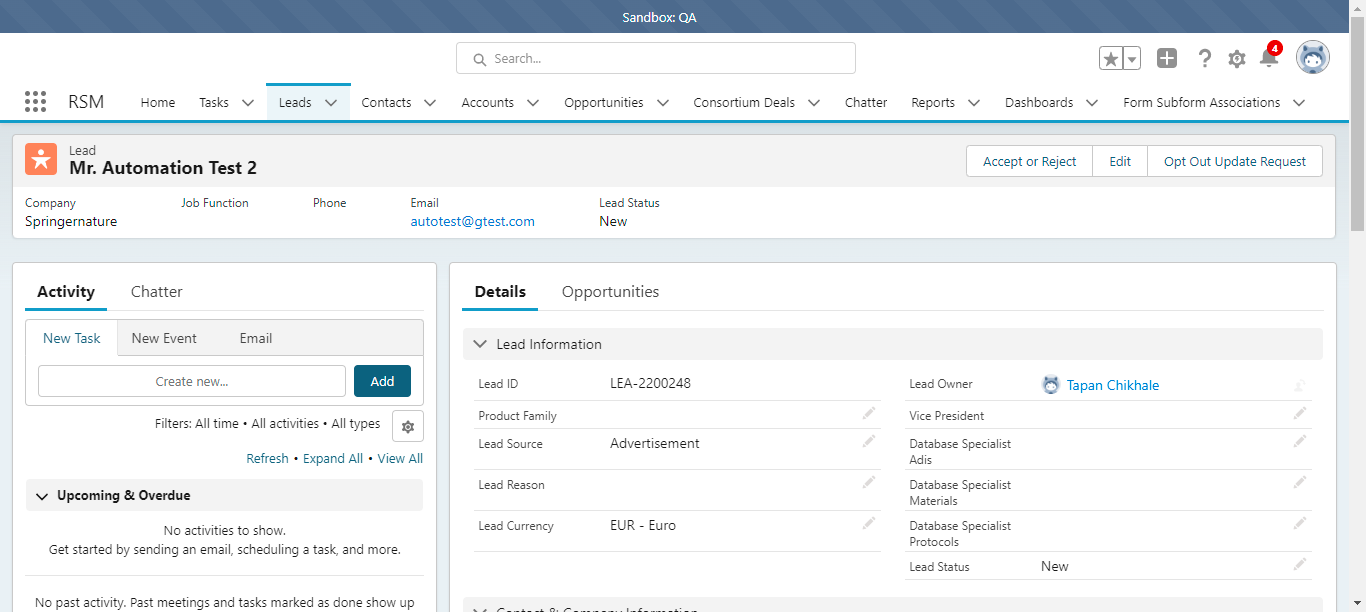 Sandbox: QA
Search...
4
RSM Home Tasks Leads Contacts Accounts Opportunities Consortium Deals Chatter Reports Dashboards Form Subform Associations
Lead
Mr. Automation Test 2
Accept or Reject Edit Opt Out Update Request
Company Job Function Phone Email Lead Status
Springernature autotest@gtest.com New
Activity Chatter
New Task New Event Email
Create new... Add
Filters: All time • All activities • All types
Refresh • Expand All • View All
Upcoming & Overdue
No activities to show.
Get started by sending an email, scheduling a task, and more.
No past activity. Past meetings and tasks marked as done show up
Details Opportunities
Lead Information
Lead ID LEA-2200248
Product Family
Lead Source Advertisement
Lead Reason
Lead Currency EUR - Euro
Lead Owner Tapan Chikhale
Vice President
Database Specialist
Adis
Database Specialist
Materials
Database Specialist
Protocols
Lead Status New
Contact & Company Information